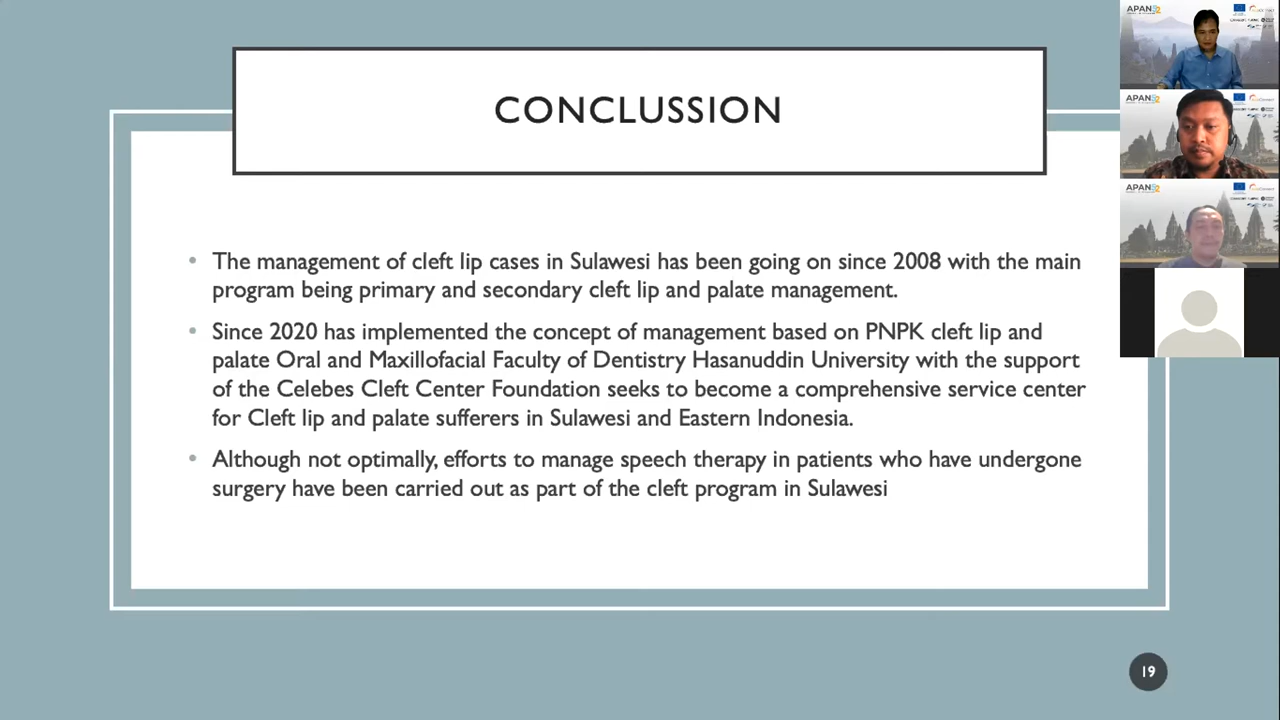 CONCLUSSION
• The management of cleft lip cases in Sulawesi has been going on since 2008 with the main
program being primary and secondary cleft lip and palate management.
• Since 2020 has implemented the concept of management based on PNPK cleft lip and
palate Oral and Maxillofacial Faculty of Dentistry Hasanuddin University with the support
of the Celebes Cleft Center Foundation seeks to become a comprehensive service center
for Cleft lip and palate sufferers in Sulawesi and Eastern Indonesia.
• Although not optimally, efforts to manage speech therapy in patients who have undergone
surgery have been carried out as part of the cleft program in Sulawesi
19
APAN52
APAN52
APAN52